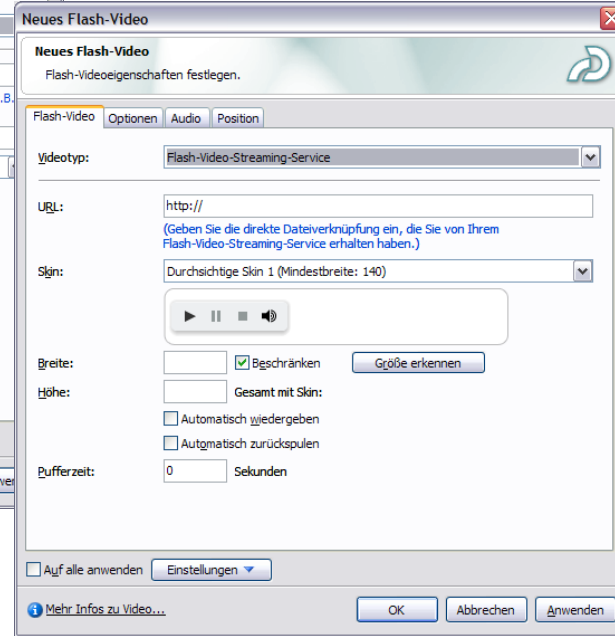 Neues Flash-Video
Neues Flash-Video
Flash-Videoeigenschaften festlegen.
.B.
Flash-Video Optionen Audio Position
Videotyp: Flash-Video-Streaming-Service
URL: http://
(Geben Sie die direkte Dateiverknüpfung ein, die Sie von Ihrem
Flash-Video-Streaming-Service erhalten haben.)
Skin: Durchsichtige Skin 1 (Mindestbreite: 140)
Breite: Beschränken Größe erkennen
Höhe: Gesamt mit Skin:
Automatisch wiedergeben
Automatisch zurückspulen
Pufferzeit: 0 Sekunden
Auf alle anwenden Einstellungen
Mehr Infos zu Video... OK Abbrechen Anwenden